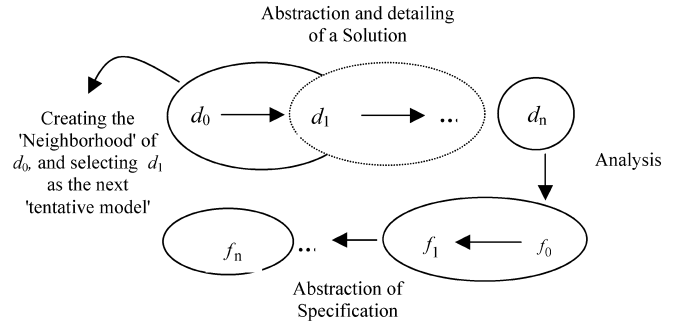 Abstraction and detailing
of a Solution
Creating the
'Neighborhood' of
d0, and selecting d1
as the next
'tentative model'
d0
d1
...
dn
Analysis
fn
...
f1
f0
Abstraction of
Specification